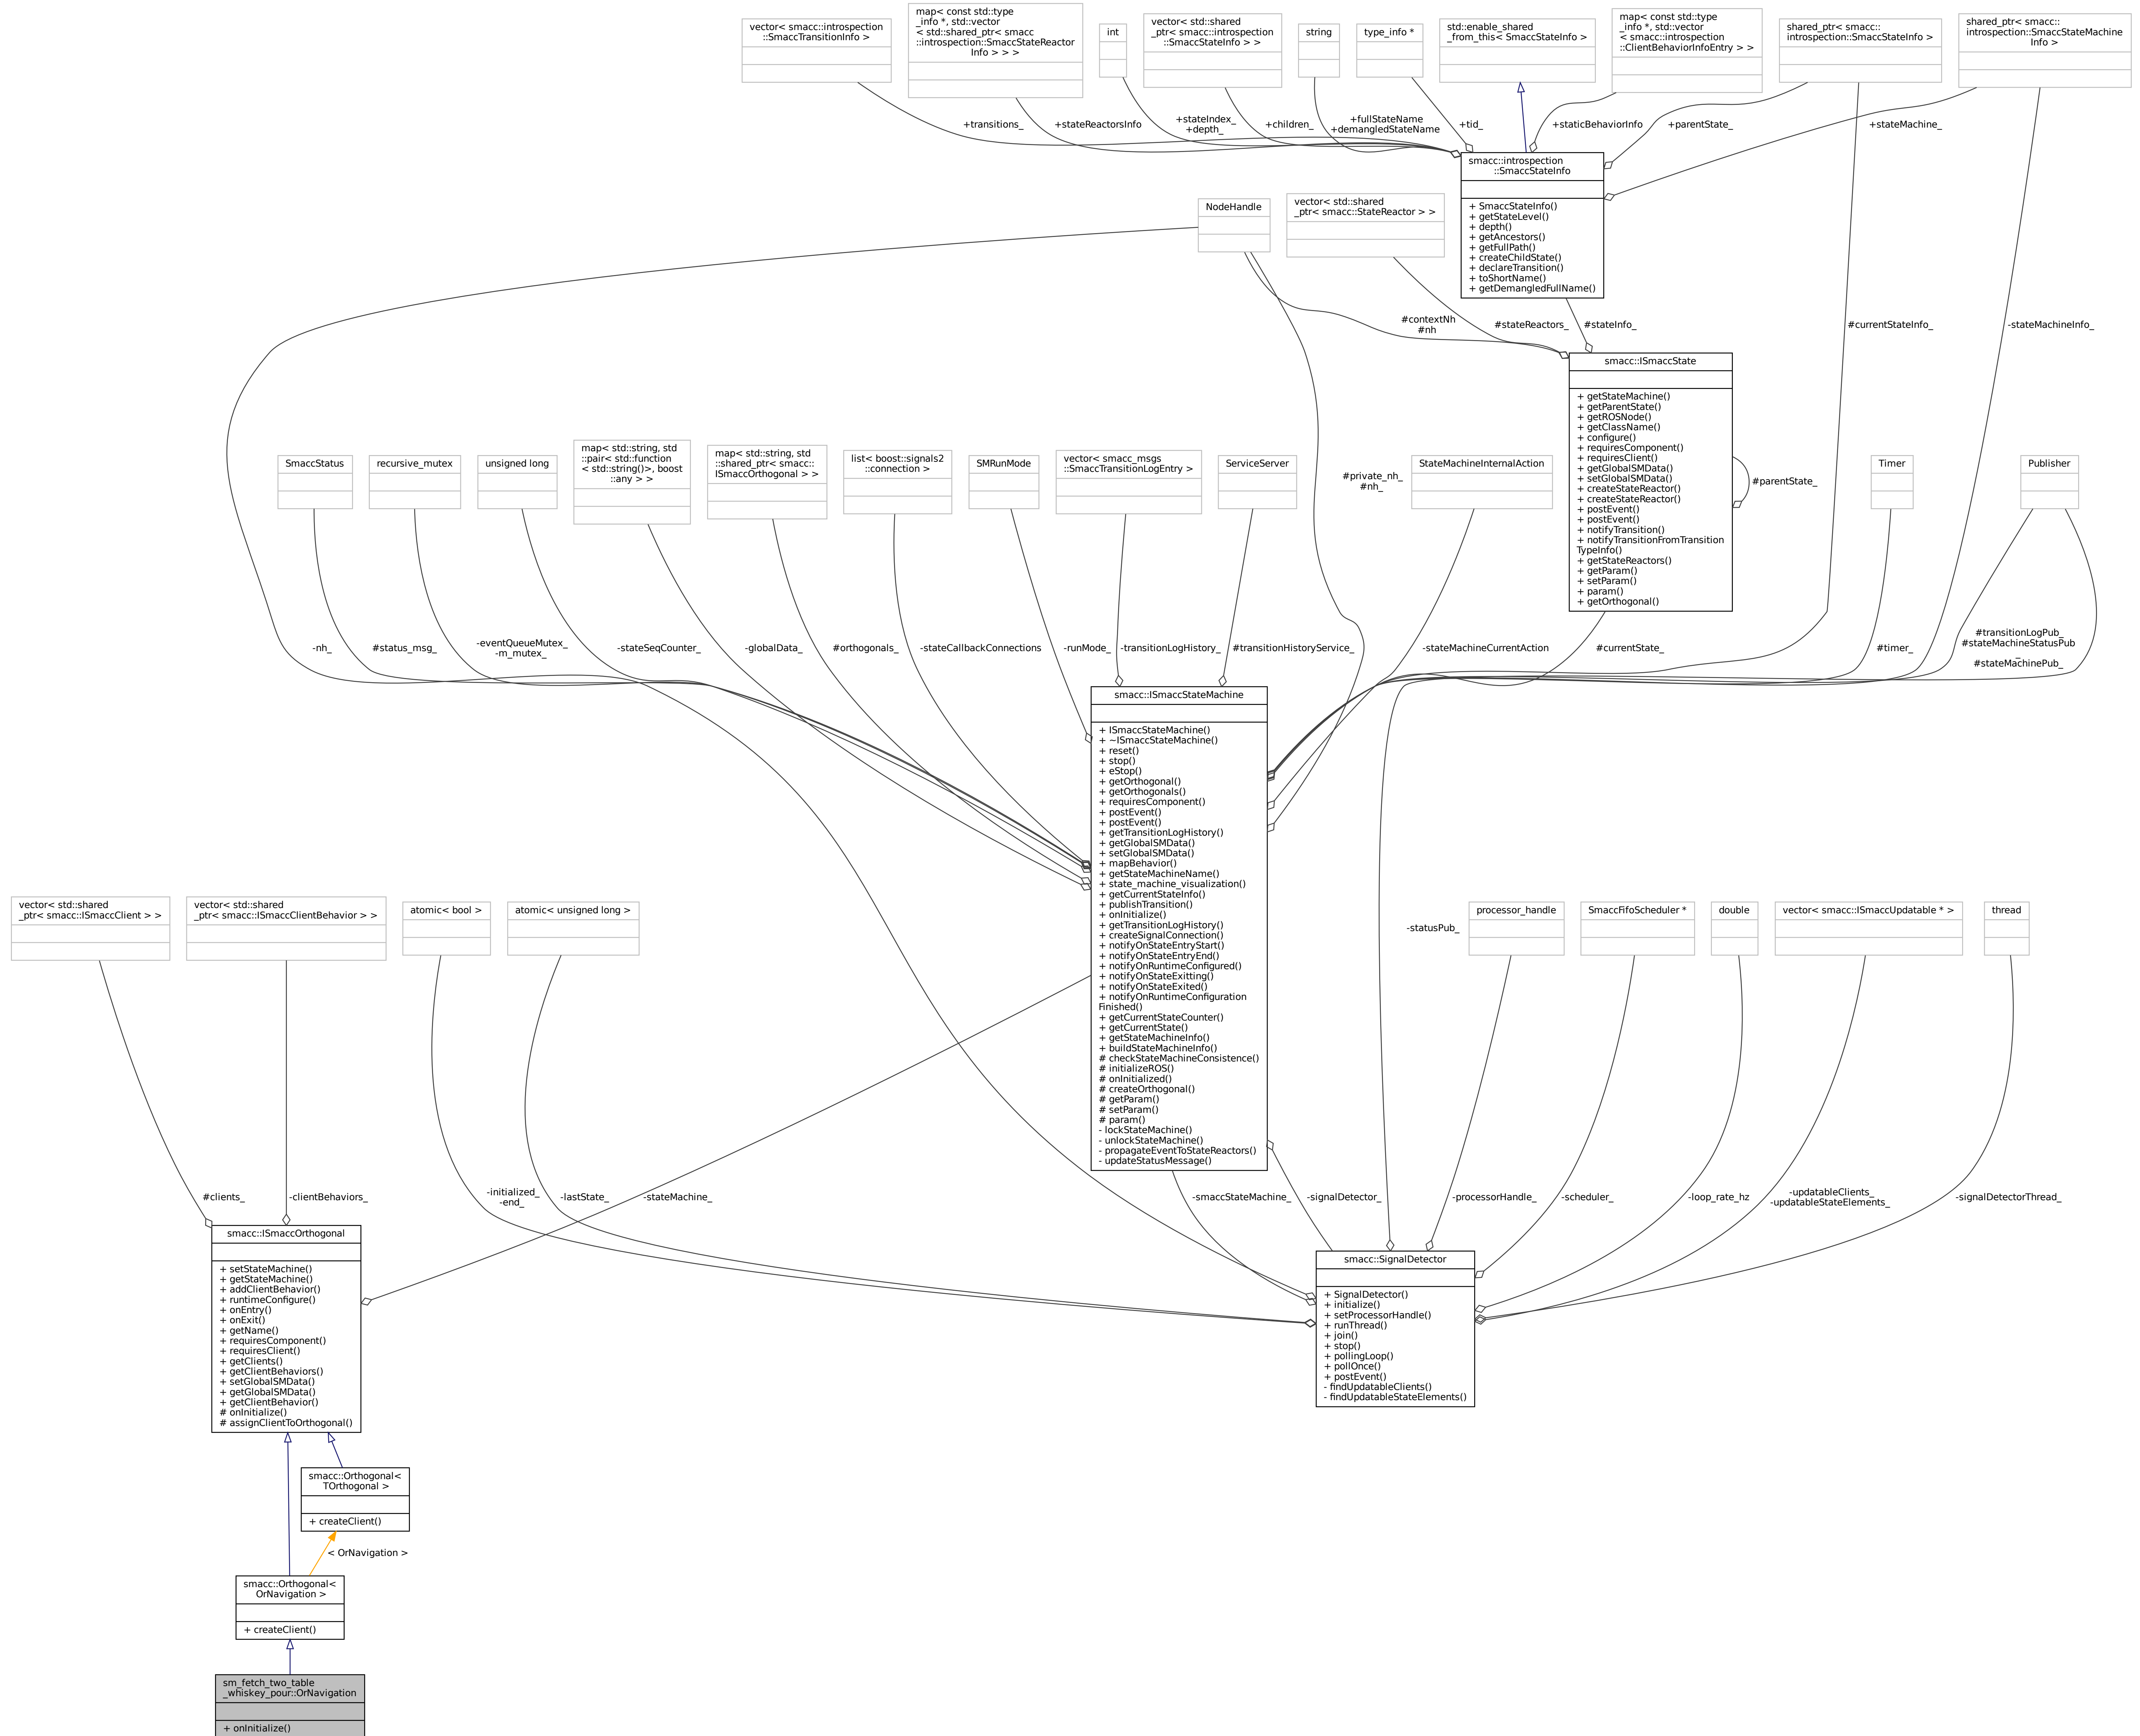 vector< smacc::introspection
::SmaccTransitionInfo >
map< const std::type
_info *, std::vector
< std::shared_ptr< smacc
::introspection::SmaccStateReactor
Info > > >
int
vector< std::shared
_ptr< smacc::introspection
::SmaccStateInfo > >
string
type_info *
std::enable_shared
_from_this< SmaccStateInfo >
map< const std::type
_info *, std::vector
< smacc::introspection
::ClientBehaviorInfoEntry > >
shared_ptr< smacc::
introspection::SmaccStateInfo >
shared_ptr< smacc::
introspection::SmaccStateMachine
Info >
+transitions_
+stateReactorsInfo
+stateIndex_
+depth_
+children_
+fullStateName
+demangledStateName
+tid_
+staticBehaviorInfo
+parentState_
+stateMachine_
smacc::introspection
::SmaccStateInfo
+ SmaccStateInfo()
+ getStateLevel()
+ depth()
+ getAncestors()
+ getFullPath()
+ createChildState()
+ declareTransition()
+ toShortName()
+ getDemangledFullName()
NodeHandle
vector< std::shared
_ptr< smacc::StateReactor > >
#contextNh
#nh
#stateReactors_
#stateInfo_
#currentStateInfo_
-stateMachineInfo_
smacc::ISmaccState
+ getStateMachine()
+ getParentState()
+ getROSNode()
+ getClassName()
+ configure()
+ requiresComponent()
+ requiresClient()
+ getGlobalSMData()
+ setGlobalSMData()
+ createStateReactor()
+ createStateReactor()
+ postEvent()
+ postEvent()
+ notifyTransition()
+ notifyTransitionFromTransition
TypeInfo()
+ getStateReactors()
+ getParam()
+ setParam()
+ param()
+ getOrthogonal()
#parentState_
SmaccStatus
recursive_mutex
unsigned long
map< std::string, std
::pair< std::function
< std::string()>, boost
::any > >
map< std::string, std
::shared_ptr< smacc::
ISmaccOrthogonal > >
list< boost::signals2
::connection >
SMRunMode
vector< smacc_msgs
::SmaccTransitionLogEntry >
ServiceServer
#private_nh_
#nh_
StateMachineInternalAction
Timer
Publisher
-nh_
#status_msg_
-eventQueueMutex_
-m_mutex_
-stateSeqCounter_
-globalData_
#orthogonals_
-stateCallbackConnections
-runMode_
-transitionLogHistory_
#transitionHistoryService_
-stateMachineCurrentAction
#currentState_
#timer_
#transitionLogPub_
#stateMachineStatusPub
_
#stateMachinePub_
smacc::ISmaccStateMachine
+ ISmaccStateMachine()
+ ~ISmaccStateMachine()
+ reset()
+ stop()
+ eStop()
+ getOrthogonal()
+ getOrthogonals()
+ requiresComponent()
+ postEvent()
+ postEvent()
+ getTransitionLogHistory()
+ getGlobalSMData()
+ setGlobalSMData()
+ mapBehavior()
+ getStateMachineName()
+ state_machine_visualization()
+ getCurrentStateInfo()
+ publishTransition()
+ onInitialize()
+ getTransitionLogHistory()
+ createSignalConnection()
+ notifyOnStateEntryStart()
+ notifyOnStateEntryEnd()
+ notifyOnRuntimeConfigured()
+ notifyOnStateExitting()
+ notifyOnStateExited()
+ notifyOnRuntimeConfiguration
Finished()
+ getCurrentStateCounter()
+ getCurrentState()
+ getStateMachineInfo()
+ buildStateMachineInfo()
# checkStateMachineConsistence()
# initializeROS()
# onInitialized()
# createOrthogonal()
# getParam()
# setParam()
# param()
- lockStateMachine()
- unlockStateMachine()
- propagateEventToStateReactors()
- updateStatusMessage()
vector< std::shared
_ptr< smacc::ISmaccClient > >
vector< std::shared
_ptr< smacc::ISmaccClientBehavior > >
atomic< bool >
atomic< unsigned long >
-statusPub_
processor_handle
SmaccFifoScheduler *
double
vector< smacc::ISmaccUpdatable * >
thread
#clients_
-clientBehaviors_
-initialized_
-end_
-lastState_
-stateMachine_
-smaccStateMachine_
-signalDetector_
-processorHandle_
-scheduler_
-loop_rate_hz
-updatableClients_
-updatableStateElements_
-signalDetectorThread_
smacc::ISmaccOrthogonal
+ setStateMachine()
+ getStateMachine()
+ addClientBehavior()
+ runtimeConfigure()
+ onEntry()
+ onExit()
+ getName()
+ requiresComponent()
+ requiresClient()
+ getClients()
+ getClientBehaviors()
+ setGlobalSMData()
+ getGlobalSMData()
+ getClientBehavior()
# onInitialize()
# assignClientToOrthogonal()
smacc::SignalDetector
+ SignalDetector()
+ initialize()
+ setProcessorHandle()
+ runThread()
+ join()
+ stop()
+ pollingLoop()
+ pollOnce()
+ postEvent()
- findUpdatableClients()
- findUpdatableStateElements()
smacc::Orthogonal<
TOrthogonal >
+ createClient()
< OrNavigation >
smacc::Orthogonal<
OrNavigation >
+ createClient()
sm_fetch_two_table
_whiskey_pour::OrNavigation
+ onInitialize()